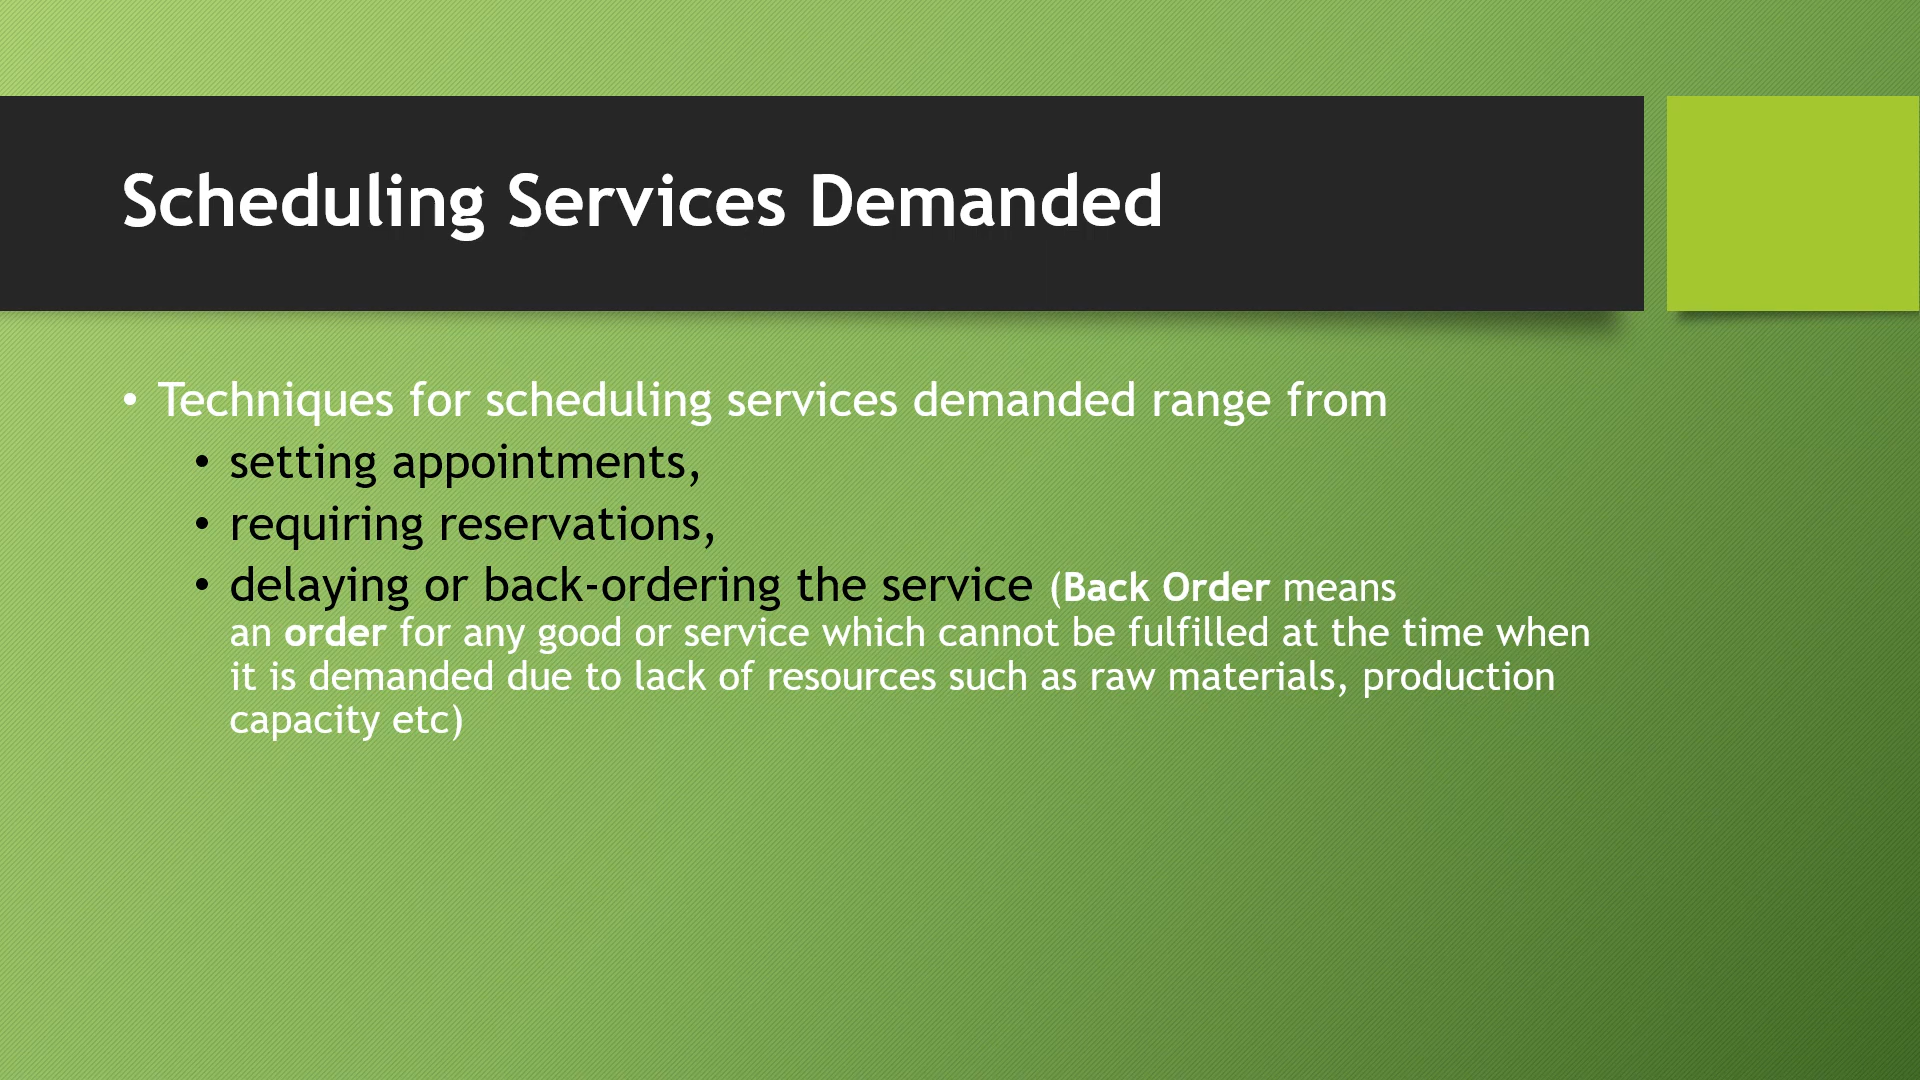 Scheduling Services Demanded
• Techniques for scheduling services demanded range from
• setting appointments,
• requiring reservations,
• delaying or back-ordering the service (Back Order means
an order for any good or service which cannot be fulfilled at the time when
it is demanded due to lack of resources such as raw materials, production
capacity etc)